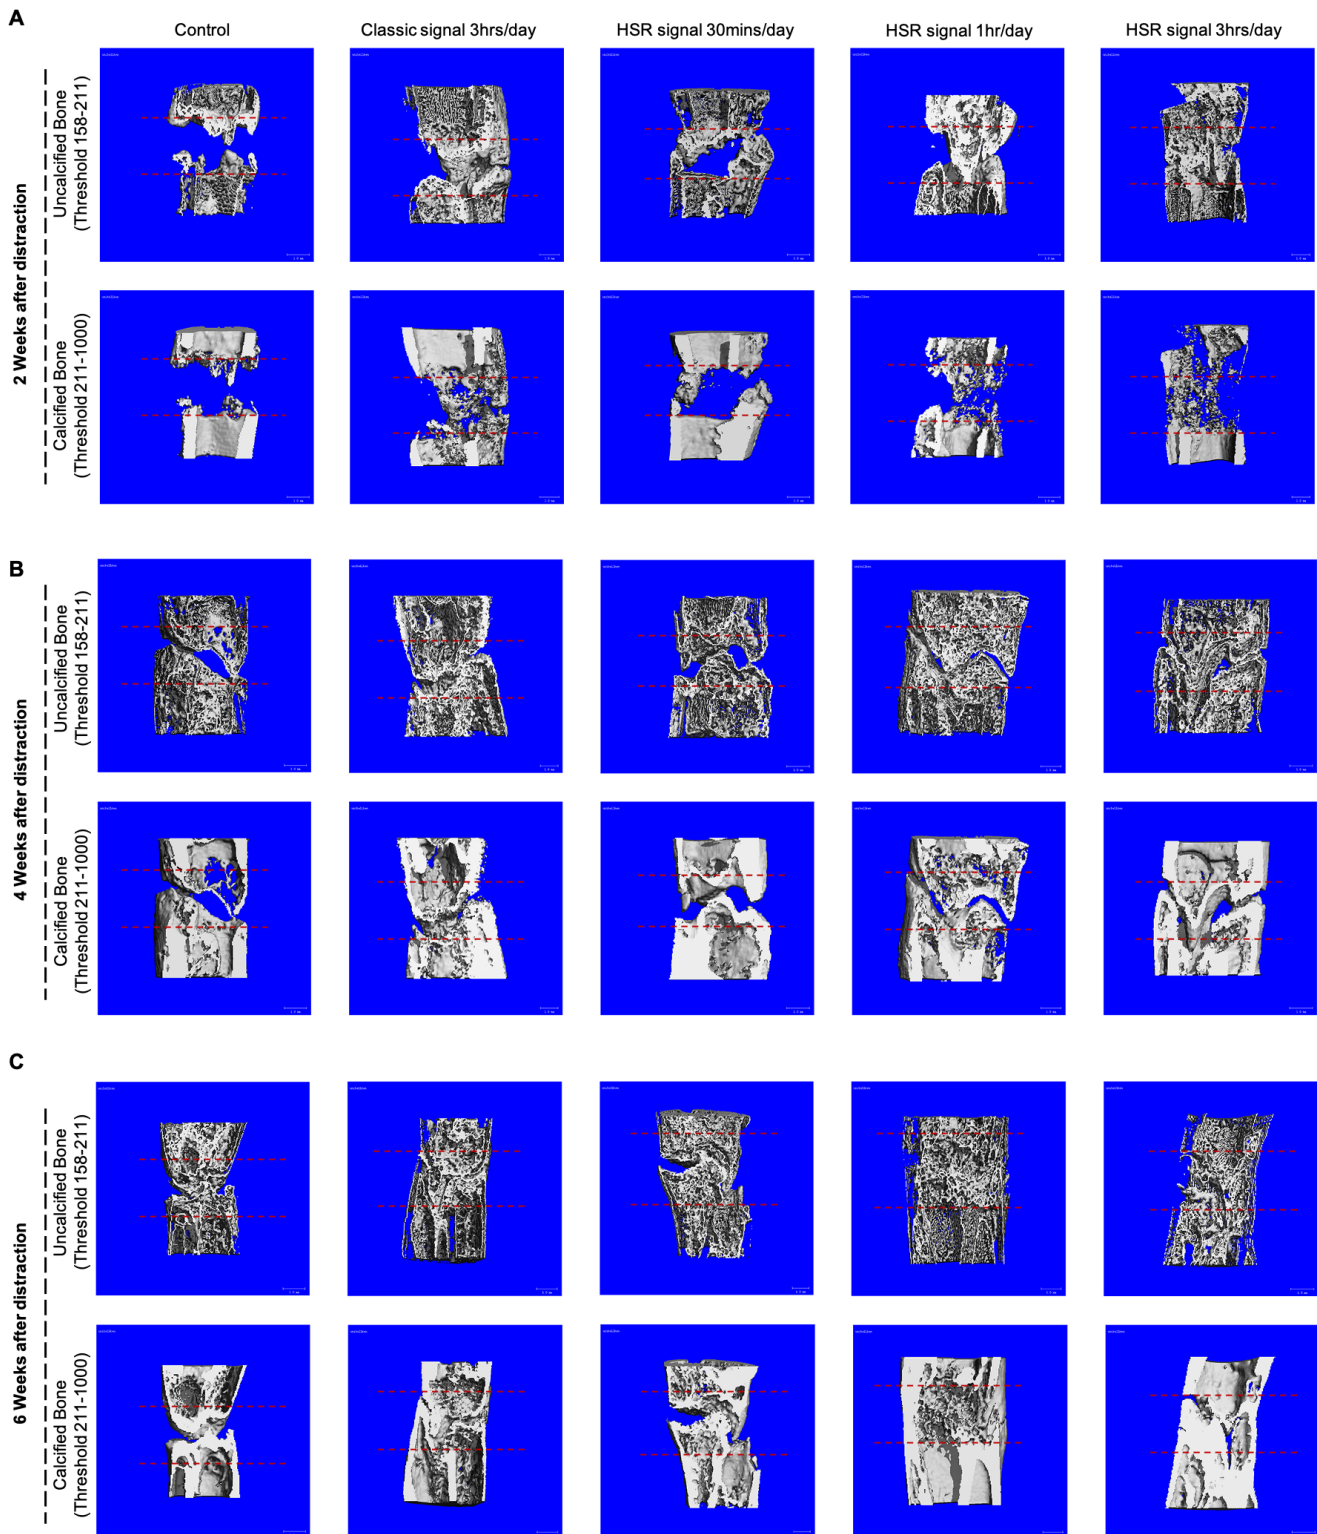 A
Control
Classic signal 3hrs/day
HSR signal 30mins/day
HSR signal 1hr/day
HSR signal 3hrs/day
2 Weeks after distraction
Uncalcified Bone
(Threshold 158-211)
Calcified Bone
(Threshold 211-1000)
B
4 Weeks after distraction
Uncalcified Bone
(Threshold 158-211)
Calcified Bone
(Threshold 211-1000)
C
6 Weeks after distraction
Uncalcified Bone
(Threshold 158-211)
Calcified Bone
(Threshold 211-1000)